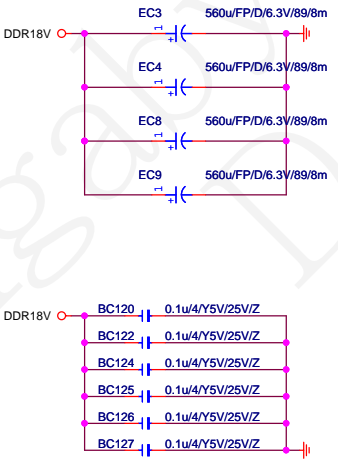 EC3 560u/FP/D/6.3V/89/8m
DDR18V
1
+
EC4 560u/FP/D/6.3V/89/8m
1
+
EC8 560u/FP/D/6.3V/89/8m
1
+
EC9 560u/FP/D/6.3V/89/8m
1
+
DDR18V
BC120 0.1u/4/Y5V/25V/Z
BC122 0.1u/4/Y5V/25V/Z
BC124 0.1u/4/Y5V/25V/Z
BC125 0.1u/4/Y5V/25V/Z
BC126 0.1u/4/Y5V/25V/Z
BC127 0.1u/4/Y5V/25V/Z